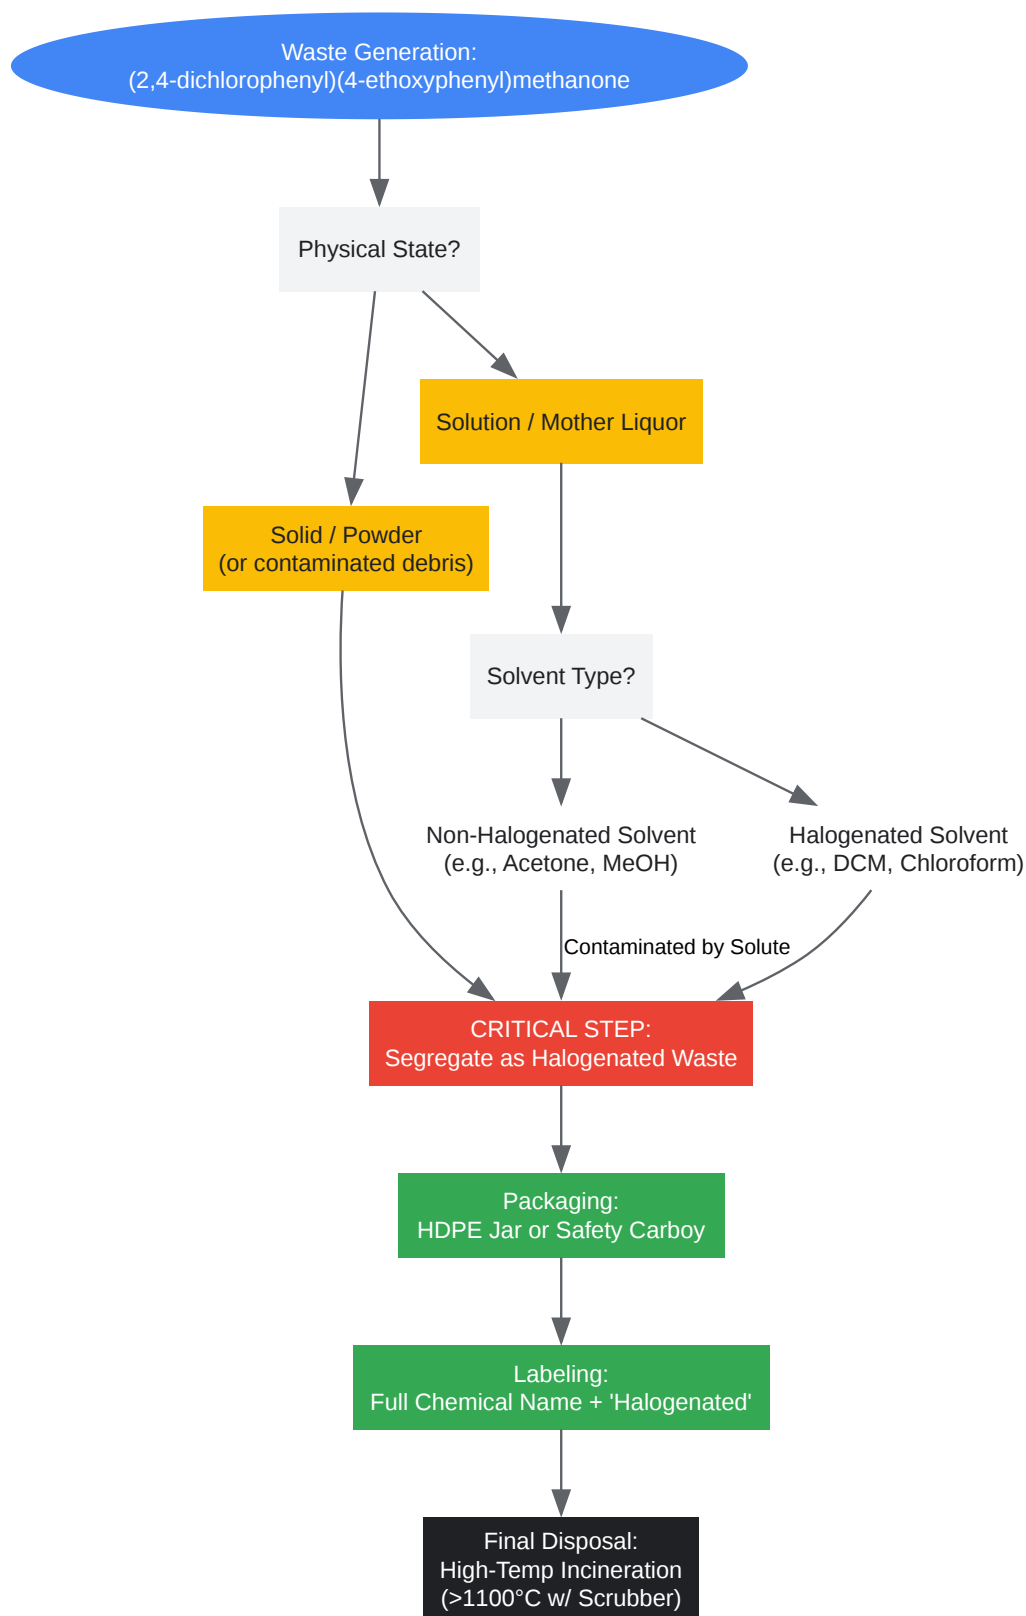 Waste Generation:
(2,4-dichlorophenyl)(4-ethoxyphenyl)methanone
Physical State?
Solution / Mother Liquor
Solid / Powder
(or contaminated debris)
Solvent Type?
Non-Halogenated Solvent
(e.g., Acetone, MeOH)
Halogenated Solvent
(e.g., DCM, Chloroform)
Contaminated by Solute
CRITICAL STEP:
Segregate as Halogenated Waste
Packaging:
HDPE Jar or Safety Carboy
Labeling:
Full Chemical Name + 'Halogenated'
Final Disposal:
High-Temp Incineration
(>1100°C w/ Scrubber)